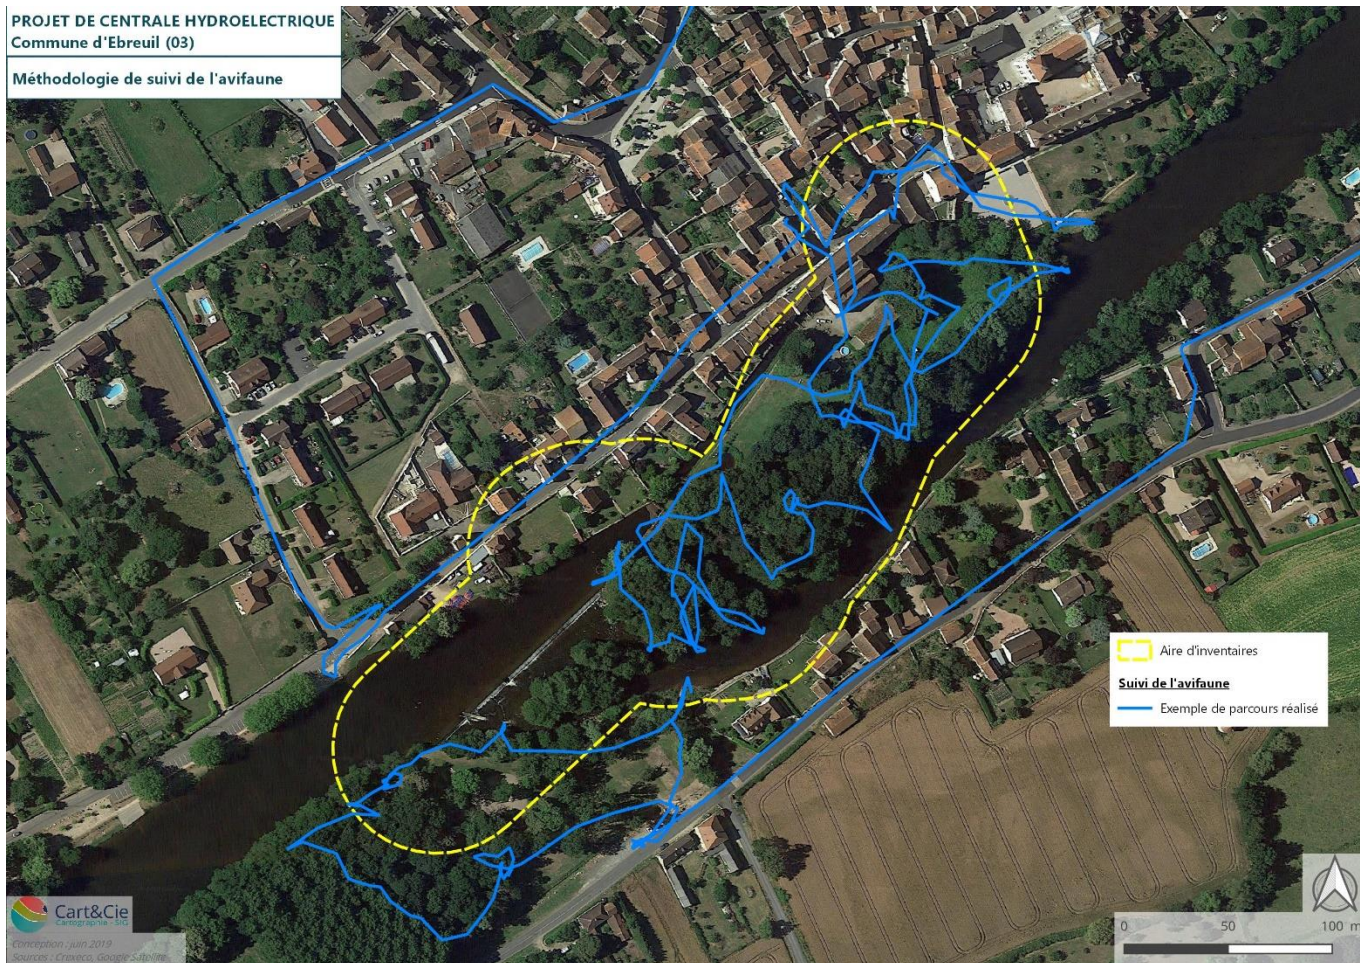 PROJET DE CENTRALE HYDROELECTRIQUE
Commune d'Ebreuil (03)
Méthodologie de suivi de l'avifaune
Aire d'inventaires
Suivi de l'avifaune
Exemple de parcours réalisé
Cart&Cie
Cartographie - SIG
Conception : juin 2019
Sources : Crexeco, Google Satellite
0 50 100 m